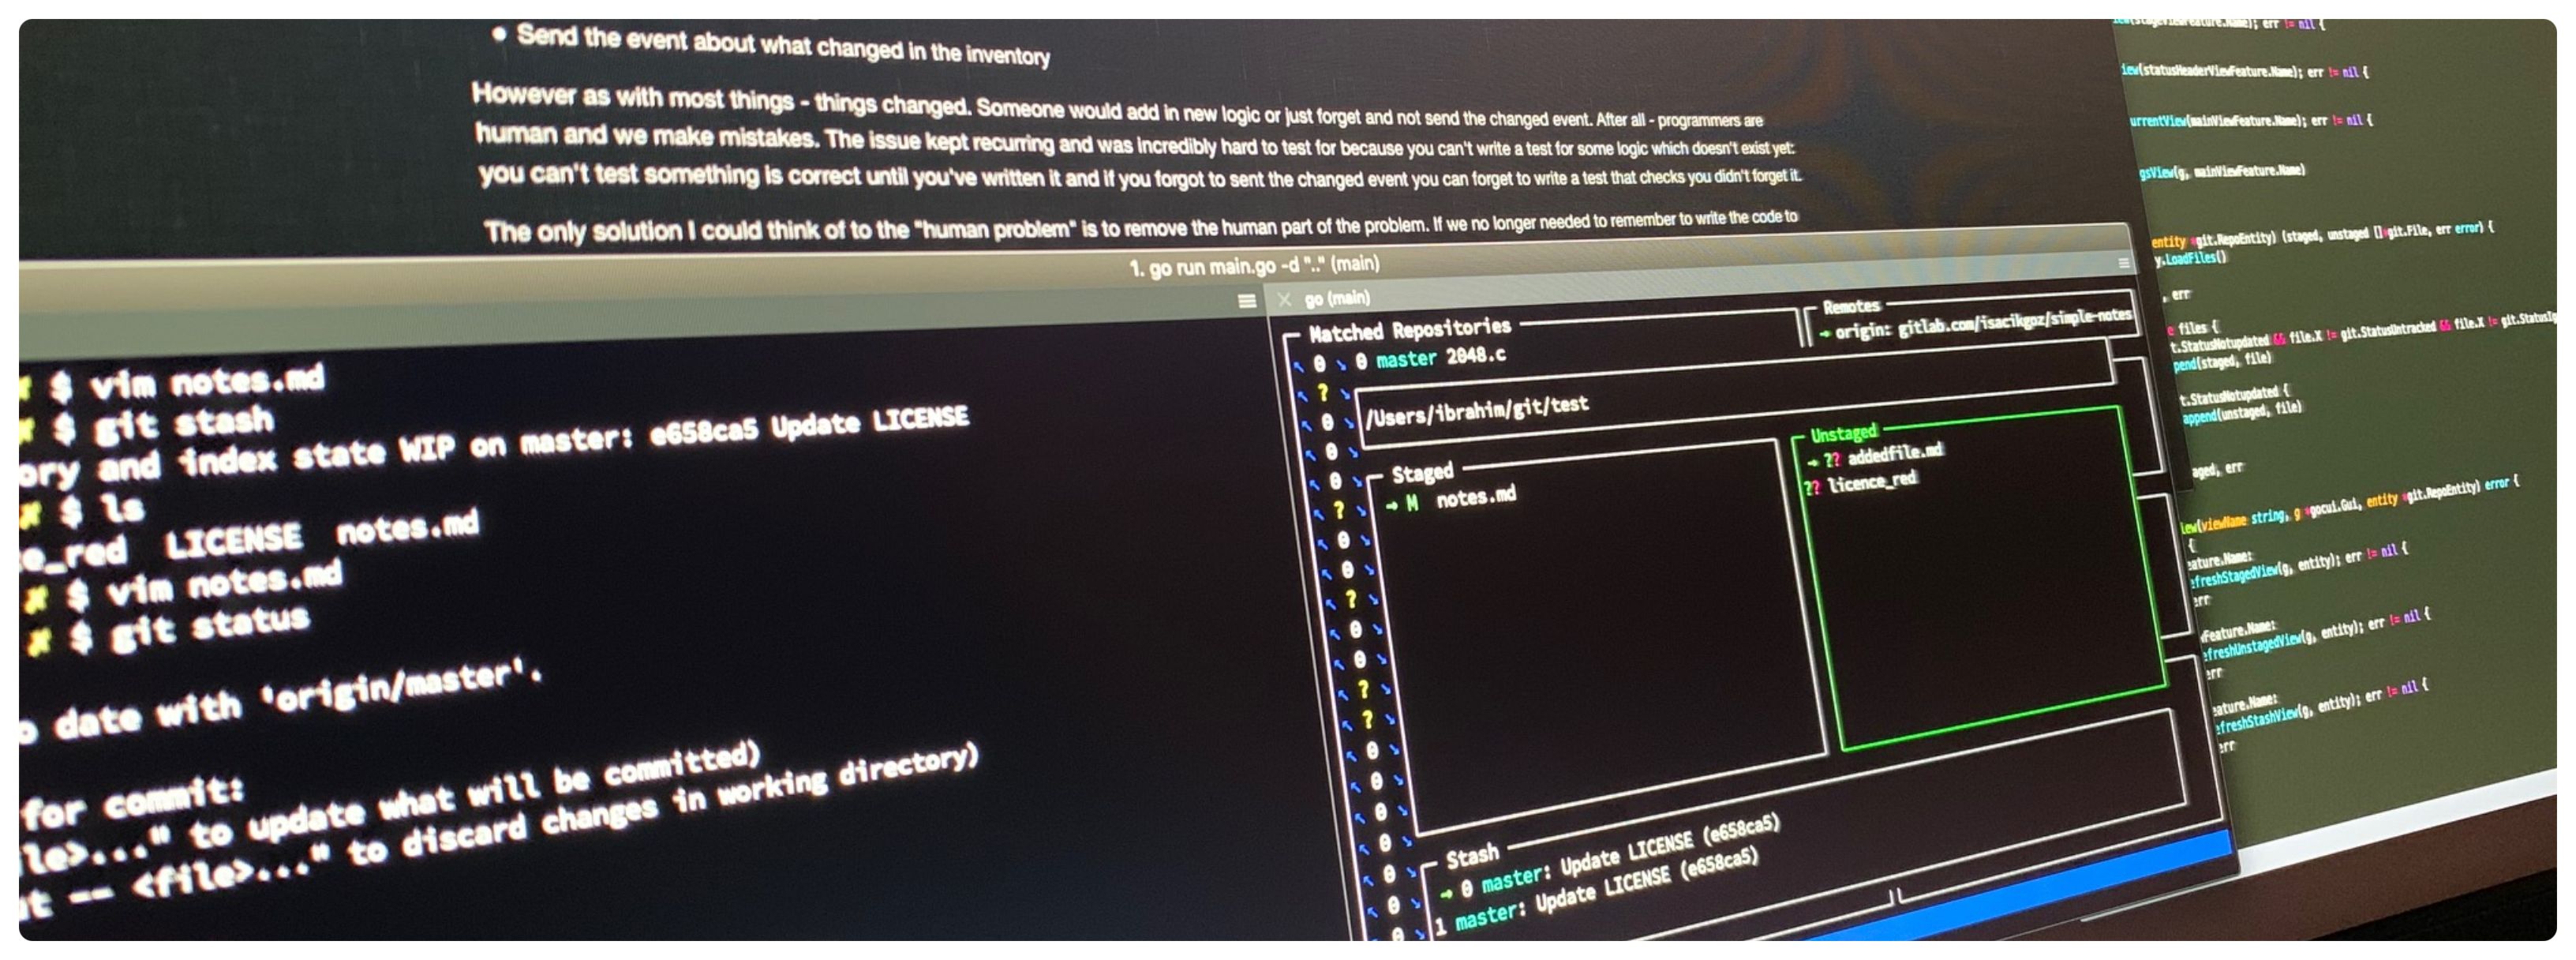 ● Send the event about what changed in the inventory
However as with most things - things changed. Someone would add in new logic or just forget and not send the changed event. After all - programmers are
human and we make mistakes. The issue kept recurring and was incredibly hard to test for because you can't write a test for some logic which doesn't exist yet:
you can't test something is correct until you've written it and if you forgot to sent the changed event you can forget to write a test that checks you didn't forget it.
The only solution I could think of to the "human problem" is to remove the human part of the problem. If we no longer needed to remember to write the code to
1. go run main.go -d ".." (main)
$ vim notes.md
$ git stash
ory and index state WIP on master: e658ca5 Update LICENSE
$ ls
e_red LICENSE notes.md
$ vim notes.md
$ git status
o date with 'origin/master'.
for commit:
le>..." to update what will be committed)
t -- <file>..." to discard changes in working directory)
go (main)
Matched Repositories
0 0 master 2048.c
?
0
0
0
?
0
0
?
0
0
?
?
0
0
0
0
0
0
0
Remotes
→ origin: gitlab.com/isacikgoz/simple-notes
/Users/ibrahim/git/test
Staged
→ M notes.md
Unstaged
→ ?? addedfile.md
?? licence_red
Stash
→ 0 master: Update LICENSE (e658ca5)
1 master: Update LICENSE (e658ca5)
err != nil {
iew(statusHeaderViewFeature.Name); err != nil {
urrentView(mainViewFeature.Name); err != nil {
gsView(g, mainViewFeature.Name)
entity *git.RepoEntity) (staged, unstaged []*git.File, err error) {
y.LoadFiles()
, err
e files {
t.StatusNotupdated && file.X != git.StatusUntracked && file.X != git.StatusIg
pend(staged, file)
t.StatusNotupdated {
append(unstaged, file)
aged, err
iew(viewName string, g *gocui.Gui, entity *git.RepoEntity) error {
{
eature.Name:
efreshStagedView(g, entity); err != nil {
err
Feature.Name:
efreshUnstagedView(g, entity); err != nil {
err
eature.Name:
efreshStashView(g, entity); err != nil {
err